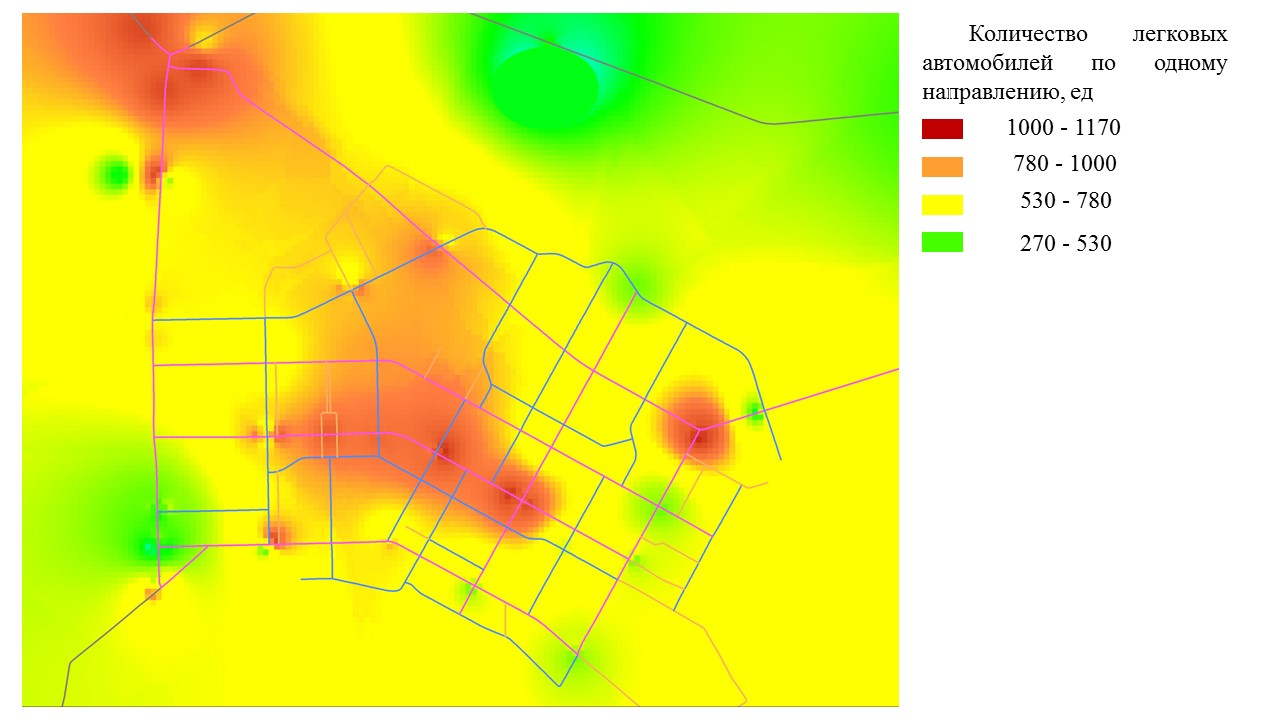 Количество легковых
автомобилей по одному
направлению, ед
1000 - 1170
780 - 1000
530 - 780
270 - 530